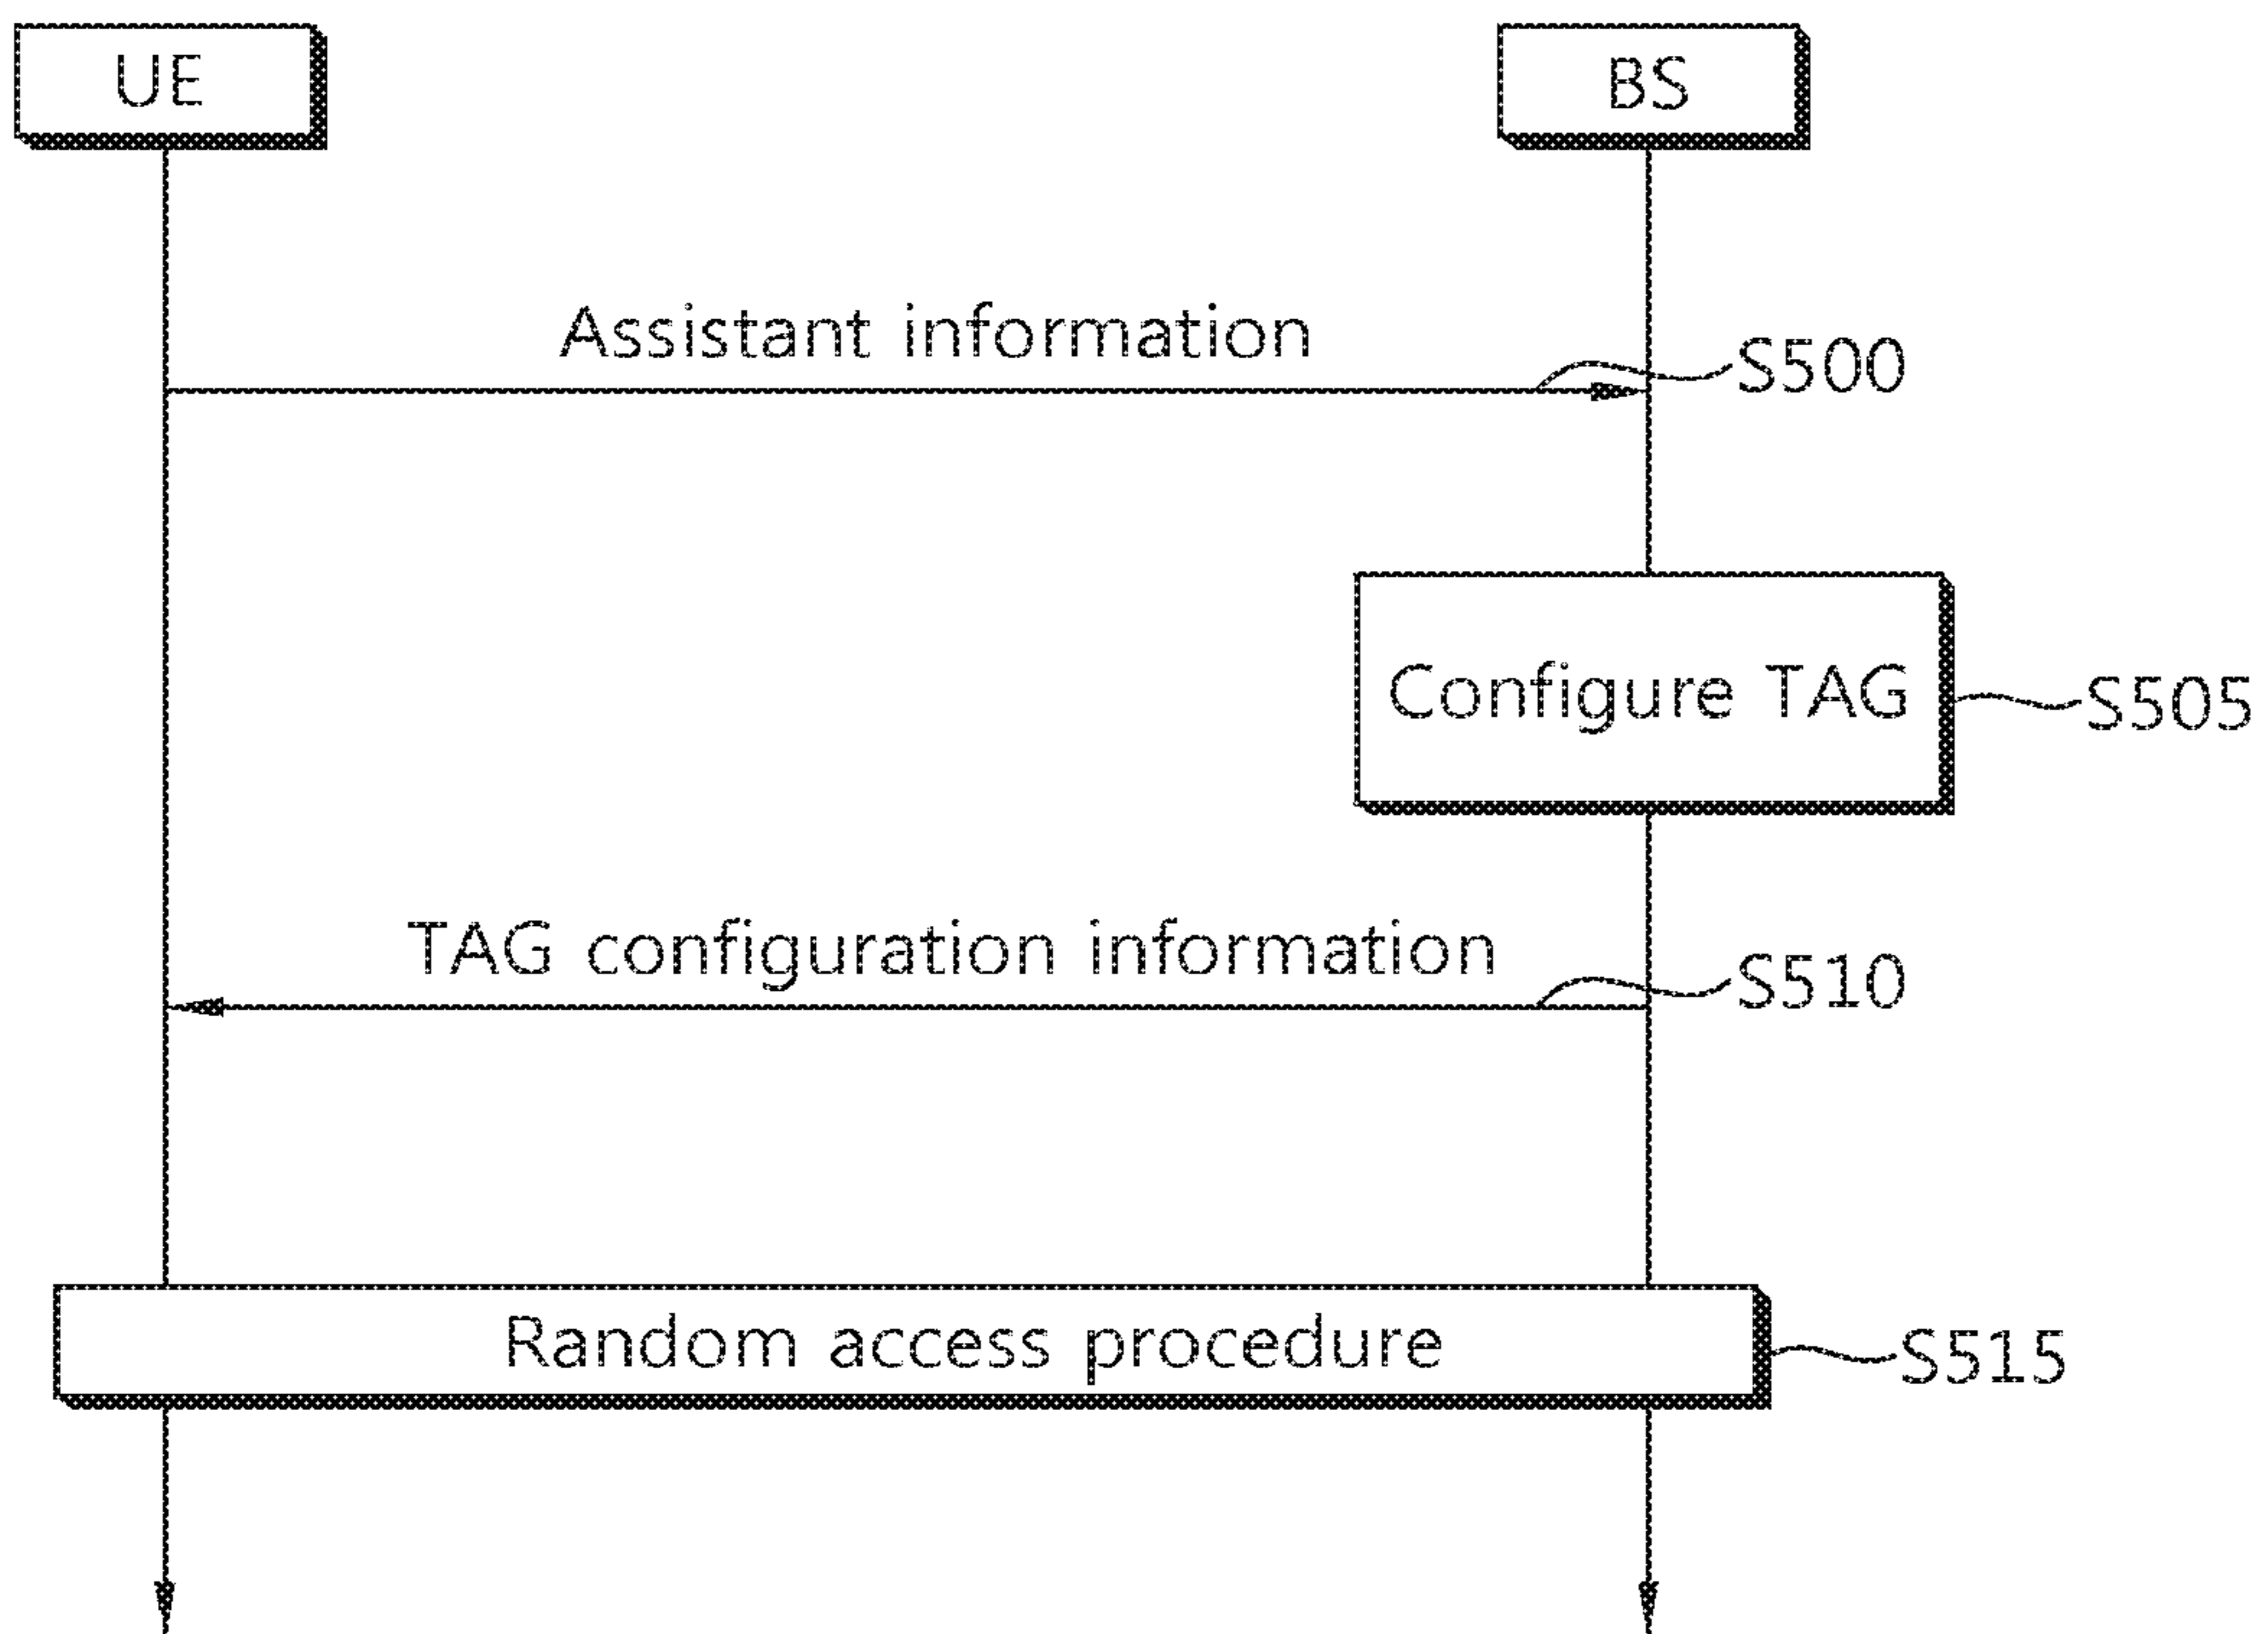 UE
BS
Assistant information
S500
Configure TAG
S505
TAG configuration information
S510
Random access procedure
S515